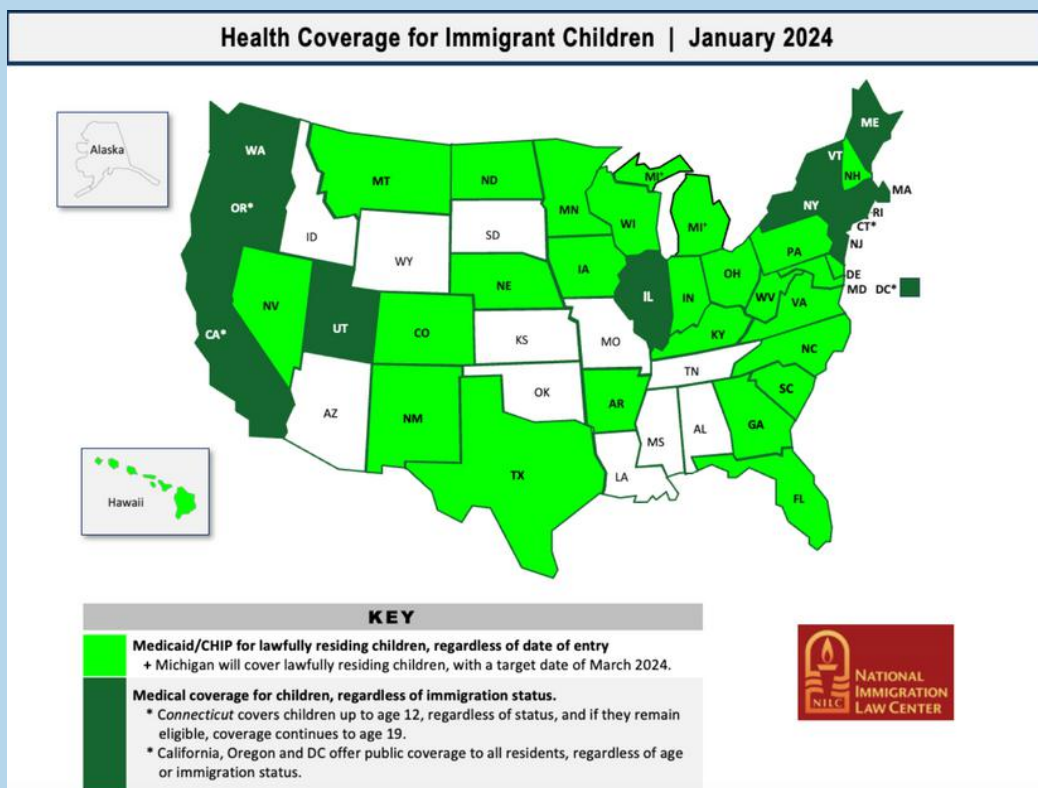 Health Coverage for Immigrant Children | January 2024
Alaska
WA
OR*
CA*
ID
MT
WY
NV
UT
AZ
CO
NM
ND
SD
NE
KS
OK
TX
MN
IA
MO
AR
LA
WI
IL
MI+
MI+
IN
OH
KY
TN
MS
AL
GA
FL
SC
NC
VA
WV
PA
NY
VT
NH
ME
MA
RI
CT*
NJ
DE
MD
DC*
Hawaii
KEY
Medicaid/CHIP for lawfully residing children, regardless of date of entry
+ Michigan will cover lawfully residing children, with a target date of March 2024.
Medical coverage for children, regardless of immigration status.
* Connecticut covers children up to age 12, regardless of status, and if they remain
eligible, coverage continues to age 19.
* California, Oregon and DC offer public coverage to all residents, regardless of age
or immigration status.
NILC
NATIONAL
IMMIGRATION
LAW CENTER